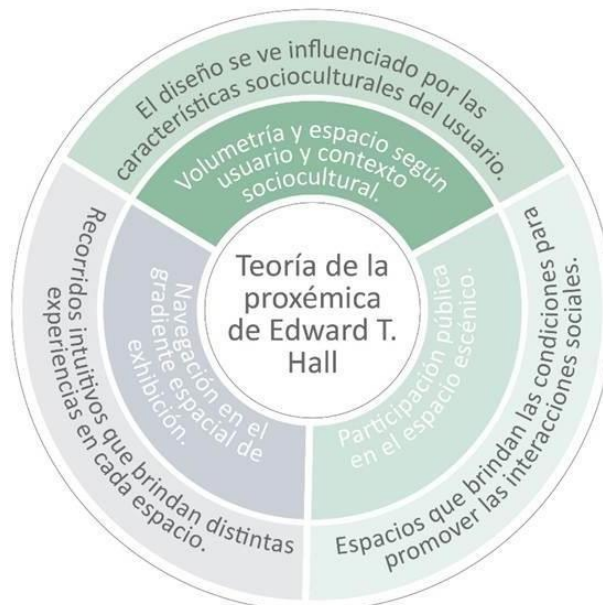 El diseño se ve influenciado por las
características socioculturales del usuario.
Volumetría y espacio según
usuario y contexto
sociocultural.
Teoría de la
proxémica
de Edward T.
Hall
Participación pública
en el espacio escénico.
Espacios que brindan las condiciones para
promover las interacciones sociales.
Navegación en el
gradiente espacial de
exhibición.
Recorridos intuitivos que brindan distintas
experiencias en cada espacio.